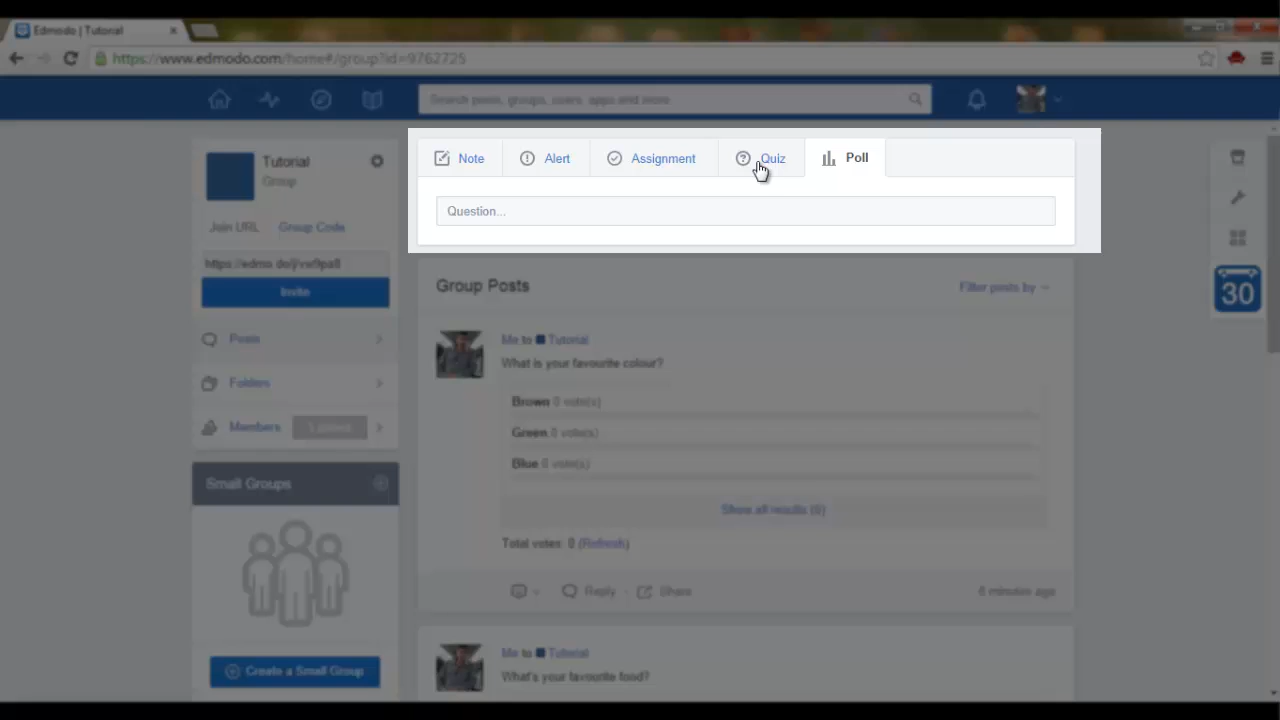 Edmodo | Tutorial
https://www.edmodo.com/home#/group?id=9762725
Search posts, groups, users, apps and more
Note Alert Assignment Quiz Poll
Question...
Tutorial
Group
Join URL Group Code
https://edmo.do/j/vw9pa8
Invite
Posts
Folders
Members
Small Groups
Create a Small Group
Group Posts
Filter posts by
Me to Tutorial
What is your favourite colour?
Brown 0 vote(s)
Green 0 vote(s)
Blue 0 vote(s)
Show all results (0)
Total votes: 0 (Refresh)
Reply Share
6 minutes ago
Me to Tutorial
What's your favourite food?
30